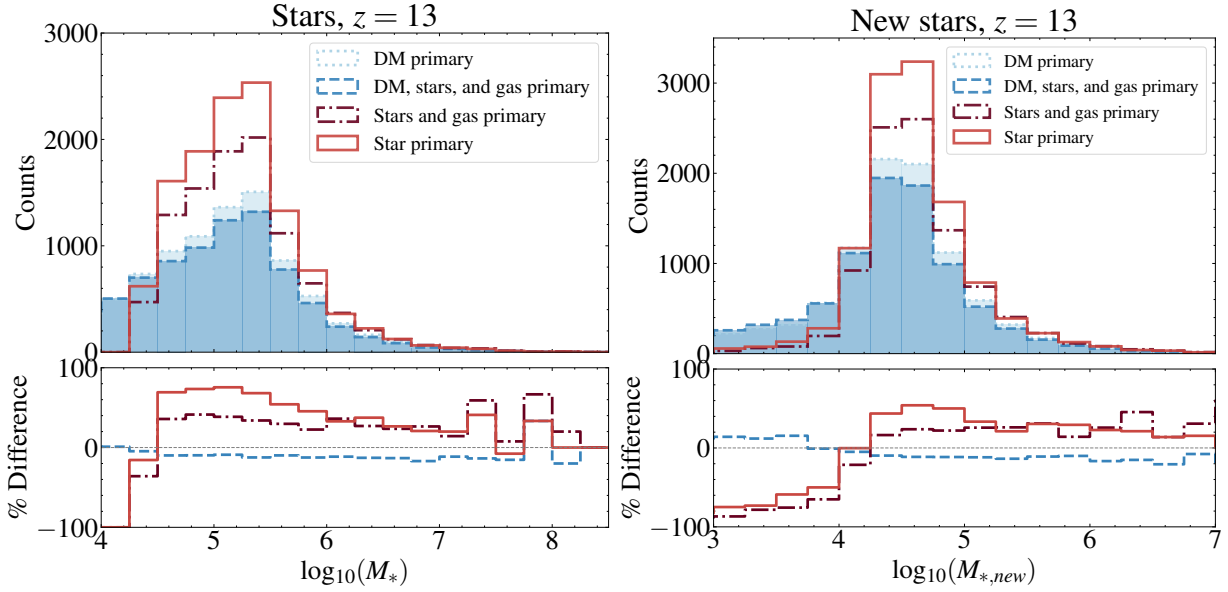 Stars, z = 13
3000
2000
1000
0
Counts
DM primary
DM, stars, and gas primary
Stars and gas primary
Star primary
100
0
−100
% Difference
4 5 6 7 8
log10(M*)
New stars, z = 13
3000
2000
1000
0
Counts
DM primary
DM, stars, and gas primary
Stars and gas primary
Star primary
100
0
−100
% Difference
3 4 5 6 7
log10(M*,new)